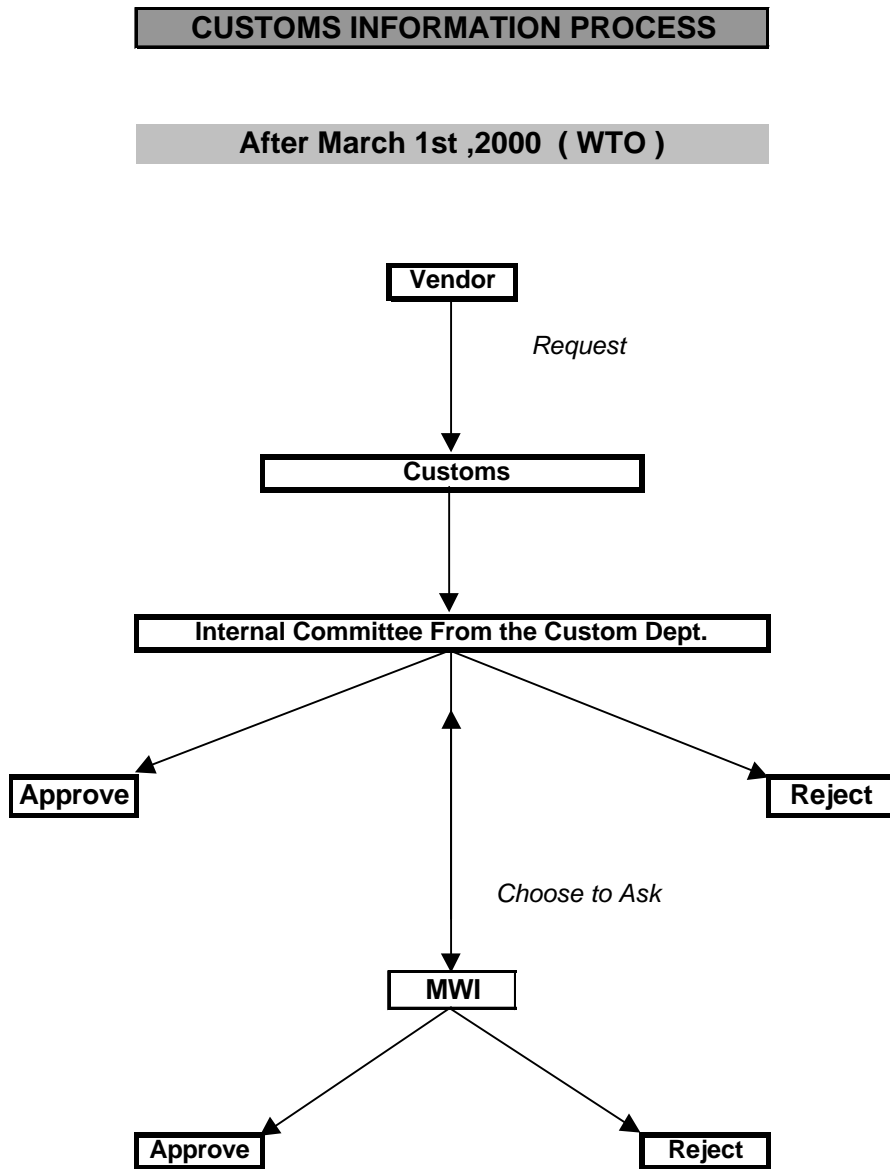 CUSTOMS INFORMATION PROCESS
After March 1st ,2000 ( WTO )
Vendor
Request
Customs
Internal Committee From the Custom Dept.
Approve
Reject
Choose to Ask
MWI
Approve
Reject